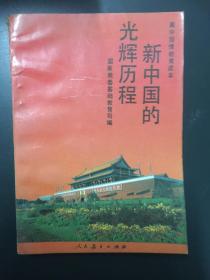 高中国情教育读本
新中国的
光辉历程
国家教委基础教育司编
人民教育出版社